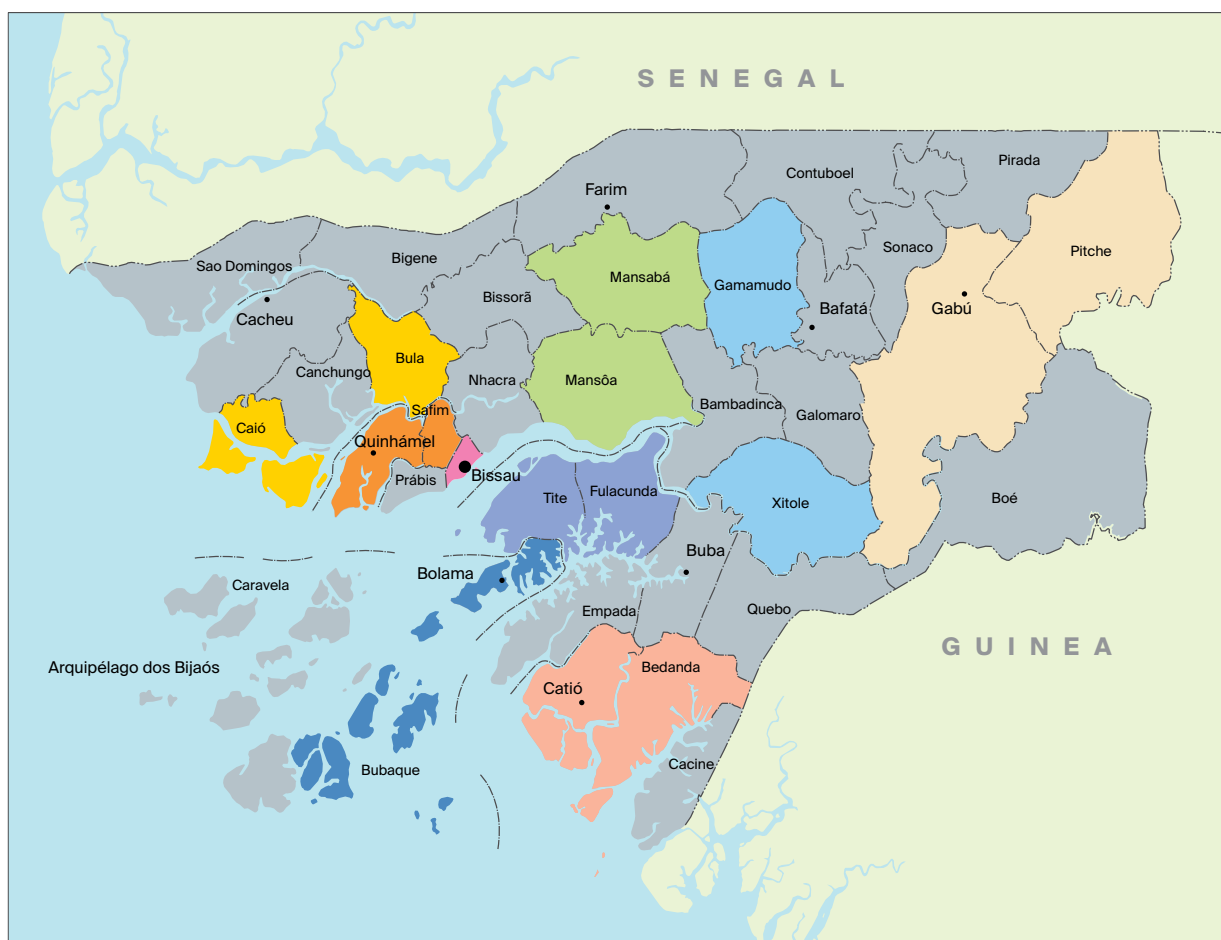 SENEGAL
Pirada
Contuboel
Farim
Sonaco
Pitche
Bigene
Sao Domingos
Mansabá
Gamamudo
Bissorã
Cacheu
Bafatá
Gabú
Bula
Canchungo
Nhacra
Mansôa
Bambadinca
Galomaro
Safim
Caió
Quinhámel
Bissau
Prábis
Tite
Fulacunda
Xitole
Boé
Buba
Bolama
Caravela
Empada
Quebo
GUINEA
Arquipélago dos Bijaós
Bedanda
Catió
Cacine
Bubaque